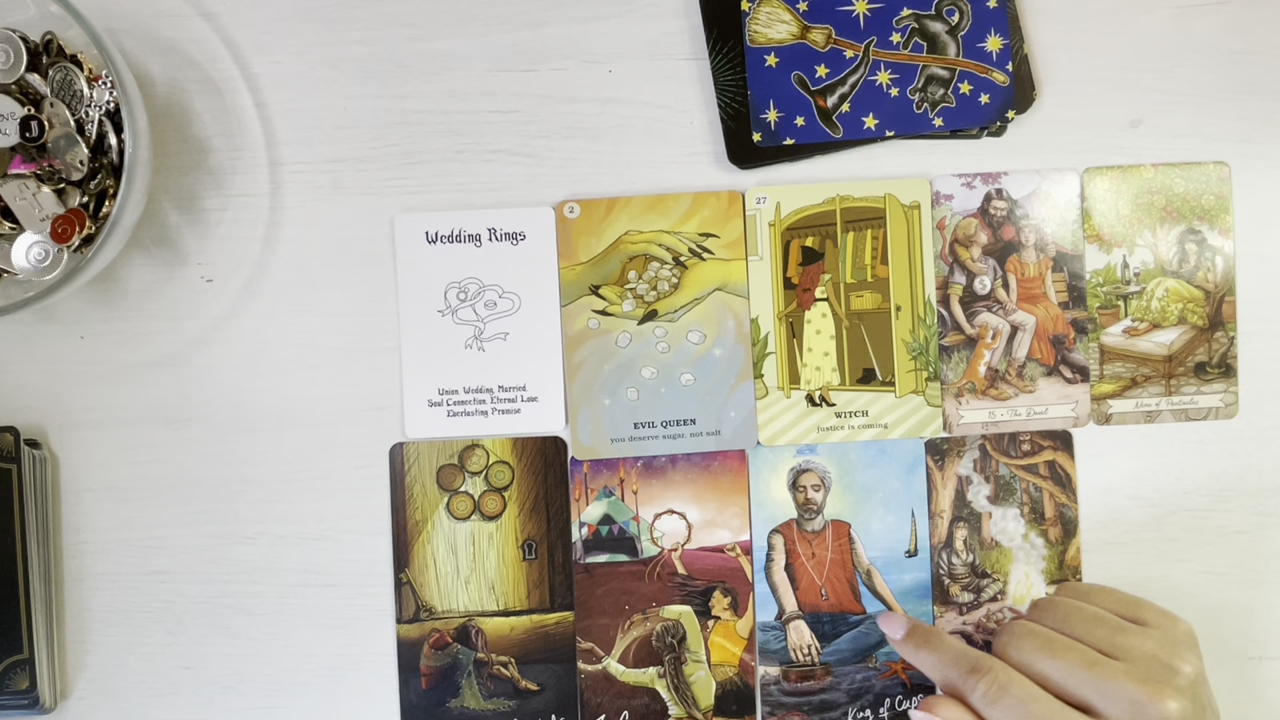 Wedding Rings
Union, Wedding, Married,
Soul Connection, Eternal Love,
Everlasting Promise
2
EVIL QUEEN
you deserve sugar, not salt
27
WITCH
justice is coming
15 • The Devil
Nine of Pentacles
King of Cups
J
5